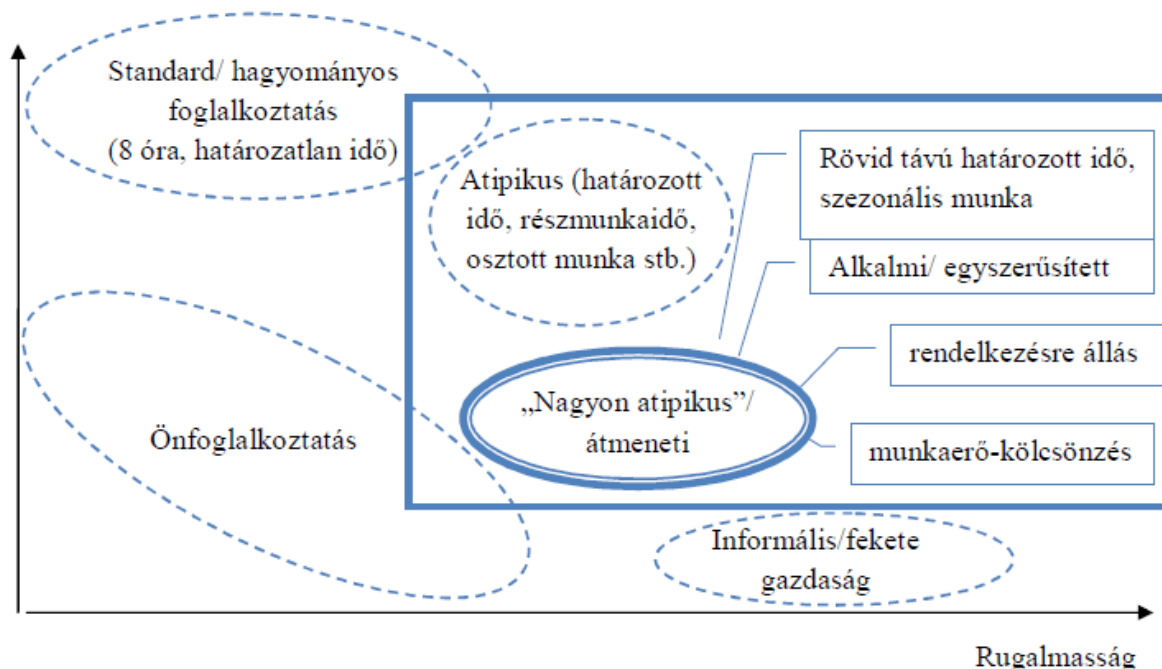 Standard/ hagyományos
foglalkoztatás
(8 óra, határozatlan idő)
Atipikus (határozott
idő, részmunkaidő,
osztott munka stb.)
Rövid távú határozott idő,
szezonális munka
Alkalmi/ egyszerűsített
rendelkezésre állás
„Nagyon atipikus”/
átmeneti
munkaerő-kölcsönzés
Önfoglalkoztatás
Informális/fekete
gazdaság
Rugalmasság